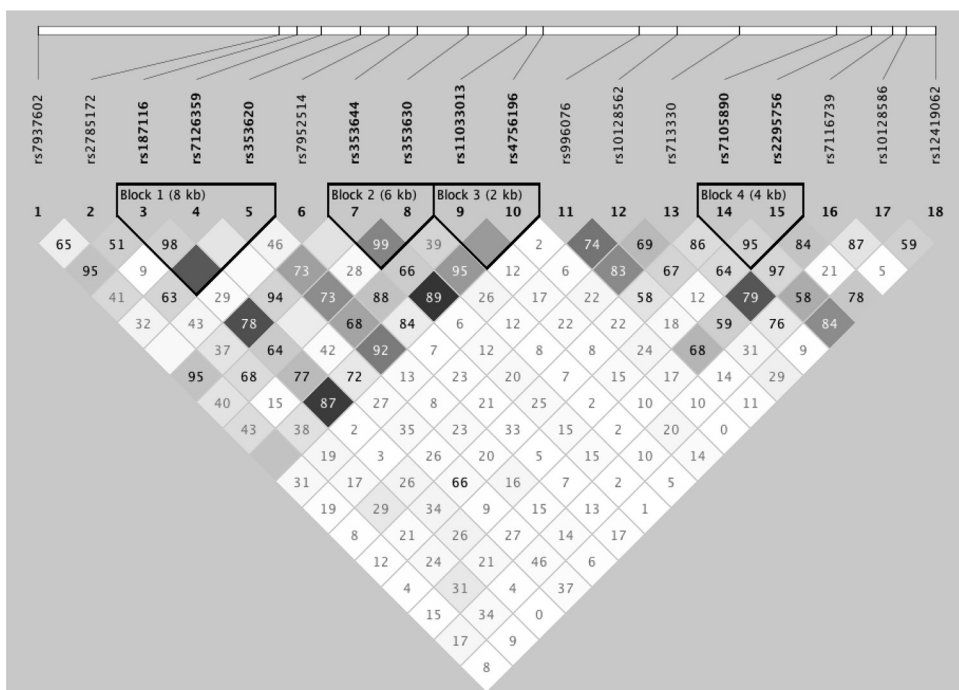 rs7937602
rs2785172
rs187116
rs7126359
rs353620
rs7952514
rs353644
rs353630
rs11033013
rs4756196
rs996076
rs10128562
rs713330
rs7105890
rs2295756
rs7116739
rs10128586
rs12419062
Block 1 (8 kb) Block 2 (6 kb) Block 3 (2 kb) Block 4 (4 kb)
1 2 3 4 5 6 7 8 9 10 11 12 13 14 15 16 17 18
65 51 98 46 99 39 2 74 69 86 95 84 87 59
95 9 73 28 66 95 12 6 83 67 64 97 21 5
41 63 29 94 73 88 89 26 17 22 58 12 79 58 78
32 43 78 68 84 6 12 22 22 18 59 76 84
37 64 42 92 7 12 8 8 24 68 31 9
95 68 77 72 13 23 20 7 15 17 14 29
40 15 87 27 8 21 25 2 10 10 11
43 38 2 35 23 33 15 2 20 0
19 3 26 20 5 15 10 14
31 17 26 66 16 7 2 5
19 29 34 9 15 13 1
8 21 26 27 14 17
12 24 21 46 6
4 31 4 37
15 34 0
17 9
8